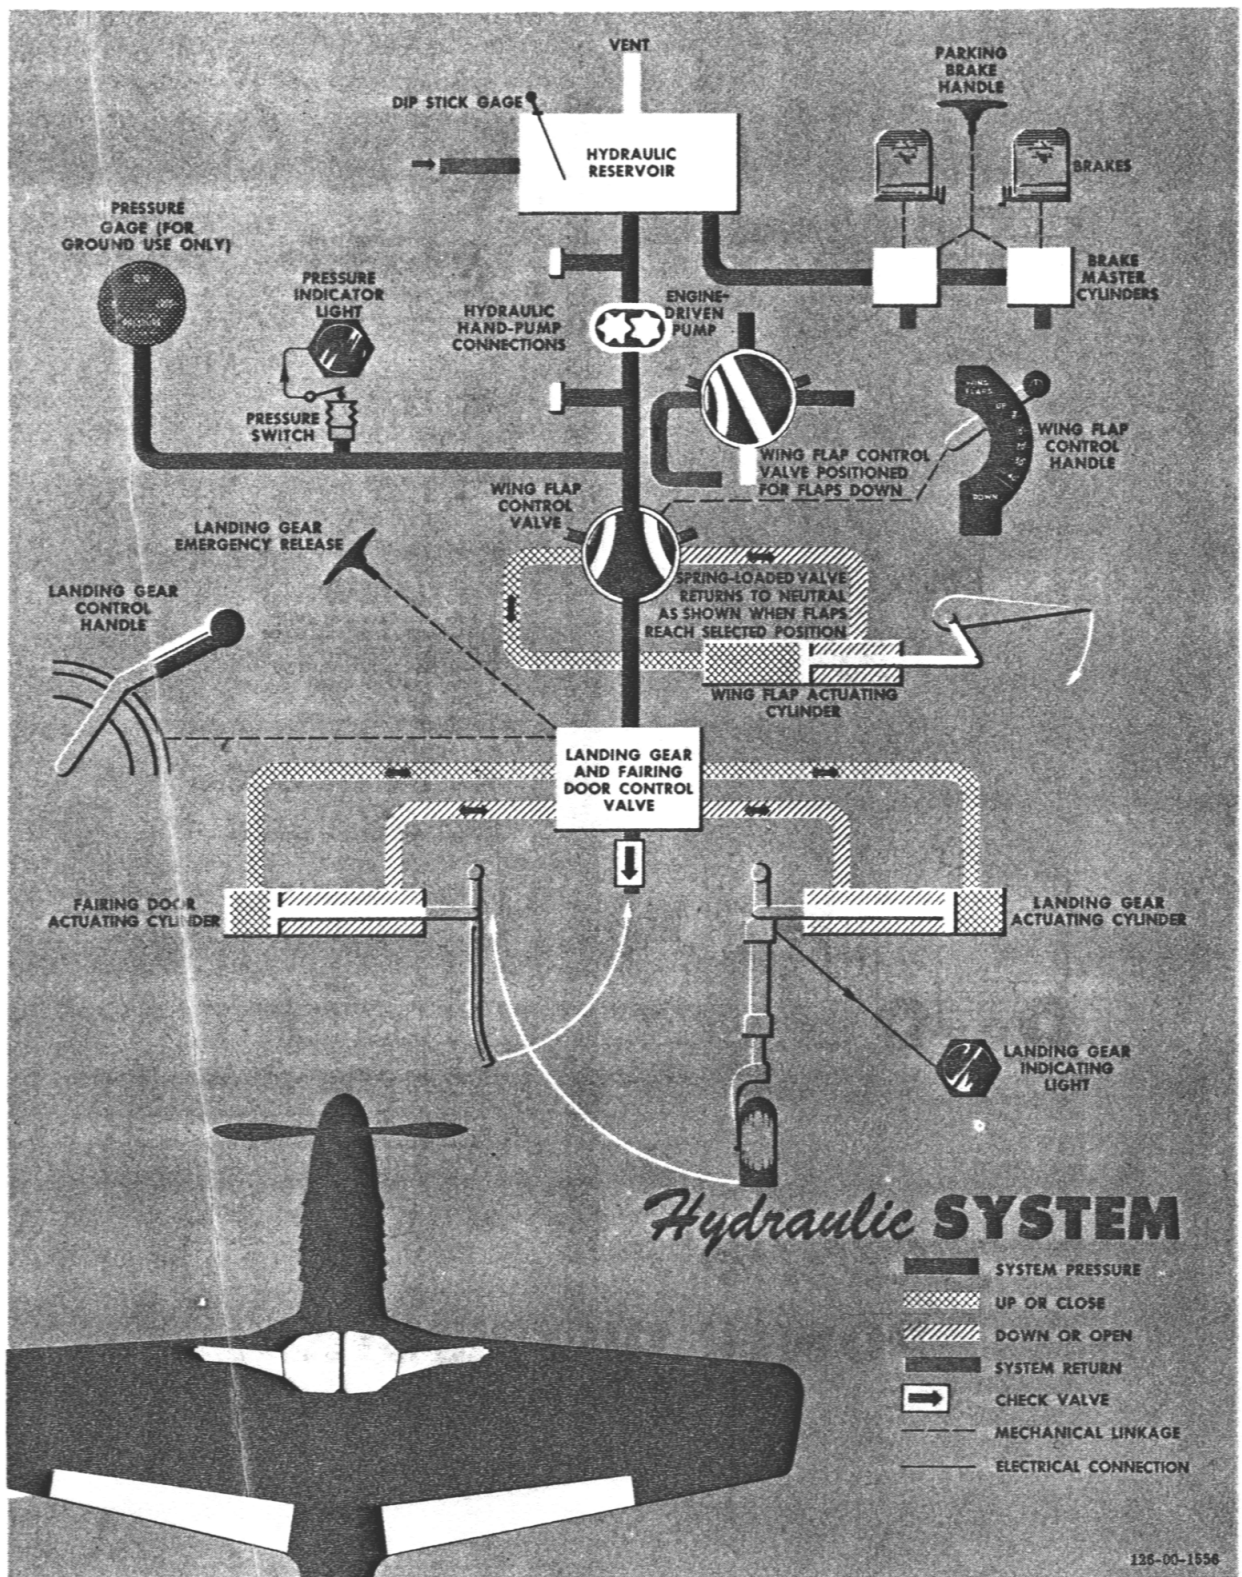 VENT
DIP STICK GAGE
HYDRAULIC
RESERVOIR
PARKING
BRAKE
HANDLE
BRAKES
PRESSURE
GAGE (FOR
GROUND USE ONLY)
PRESSURE
INDICATOR
LIGHT
PRESSURE
SWITCH
HYDRAULIC
HAND-PUMP
CONNECTIONS
ENGINE-
DRIVEN
PUMP
BRAKE
MASTER
CYLINDERS
WING
FLAPS
UP
DOWN
WING FLAP
CONTROL
HANDLE
WING FLAP CONTROL
VALVE POSITIONED
FOR FLAPS DOWN
WING FLAP
CONTROL
VALVE
LANDING GEAR
EMERGENCY RELEASE
LANDING GEAR
CONTROL
HANDLE
SPRING-LOADED VALVE
RETURNS TO NEUTRAL
AS SHOWN WHEN FLAPS
REACH SELECTED POSITION
WING FLAP ACTUATING
CYLINDER
LANDING GEAR
AND FAIRING
DOOR CONTROL
VALVE
FAIRING DOOR
ACTUATING CYLINDER
LANDING GEAR
ACTUATING CYLINDER
LANDING GEAR
INDICATING
LIGHT
Hydraulic SYSTEM
SYSTEM PRESSURE
UP OR CLOSE
DOWN OR OPEN
SYSTEM RETURN
CHECK VALVE
MECHANICAL LINKAGE
ELECTRICAL CONNECTION
126-00-1556